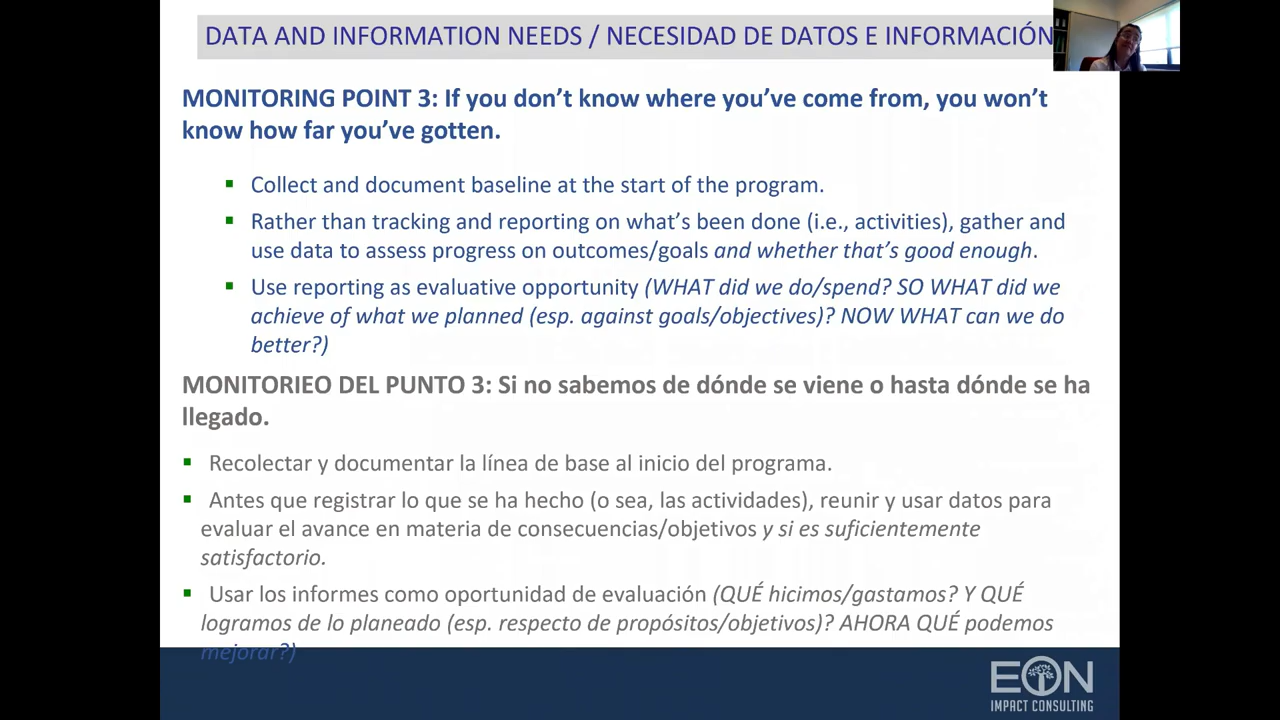 DATA AND INFORMATION NEEDS / NECESIDAD DE DATOS E INFORMACIÓN
MONITORING POINT 3: If you don’t know where you’ve come from, you won’t
know how far you’ve gotten.
▪ Collect and document baseline at the start of the program.
▪ Rather than tracking and reporting on what’s been done (i.e., activities), gather and
use data to assess progress on outcomes/goals and whether that’s good enough.
▪ Use reporting as evaluative opportunity (WHAT did we do/spend? SO WHAT did we
achieve of what we planned (esp. against goals/objectives)? NOW WHAT can we do
better?)
MONITORIEO DEL PUNTO 3: Si no sabemos de dónde se viene o hasta dónde se ha
llegado.
▪ Recolectar y documentar la línea de base al inicio del programa.
▪ Antes que registrar lo que se ha hecho (o sea, las actividades), reunir y usar datos para
evaluar el avance en materia de consecuencias/objetivos y si es suficientemente
satisfactorio.
▪ Usar los informes como oportunidad de evaluación (QUÉ hicimos/gastamos? Y QUÉ
logramos de lo planeado (esp. respecto de propósitos/objetivos)? AHORA QUÉ podemos
mejorar?)
EON
IMPACT CONSULTING